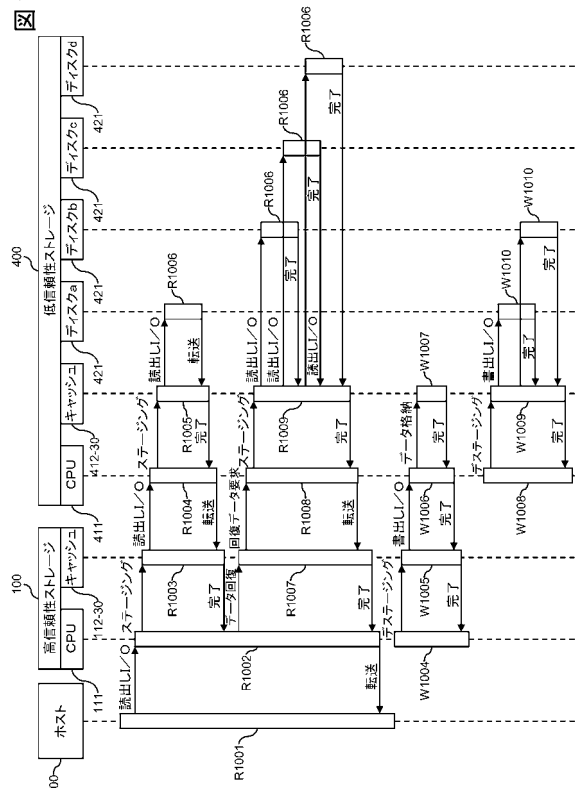 図
ホスト
00
高信頼性ストレージ
100
CPU
キャッシュ
111
112-30
低信頼性ストレージ
400
CPU
キャッシュ
ディスクa
ディスクb
ディスクc
ディスクd
411
412-30
421
421
421
421
読出しI/O
ステージング
読出しI/O
ステージング
読出しI/O
R1001
R1002
R1003
R1004
R1005
R1006
転送
完了
転送
完了
データ回復
回復データ要求
ステージング
読出しI/O
読出しI/O
読出しI/O
R1007
R1008
R1009
R1006
R1006
R1006
完了
完了
完了
完了
転送
完了
転送
デステージング
書出しI/O
データ格納
W1004
W1005
W1006
W1007
完了
完了
完了
デステージング
書出しI/O
W1008
W1009
W1010
W1010
完了
完了
完了